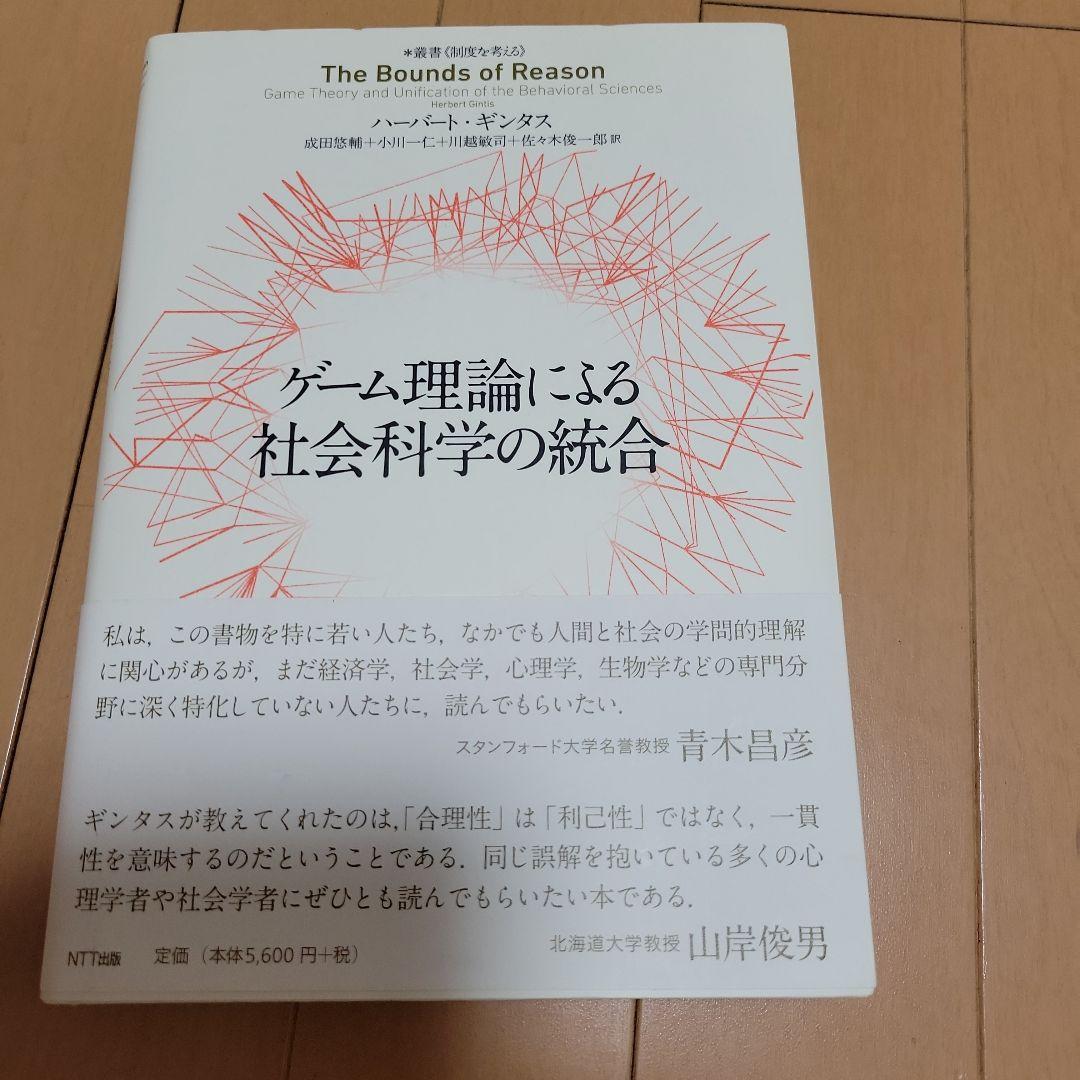 *叢書《制度を考える》
The Bounds of Reason
Game Theory and Unification of the Behavioral Sciences
Herbert Gintis
ハーバート・ギンタス
成田悠輔+小川一仁+川越敏司+佐々木俊一郎 訳
ゲーム理論による
社会科学の統合
私は，この書物を特に若い人たち，なかでも人間と社会の学問的理解
に関心があるが，まだ経済学，社会学，心理学，生物学などの専門分
野に深く特化していない人たちに，読んでもらいたい．
スタンフォード大学名誉教授 青木昌彦
ギンタスが教えてくれたのは，「合理性」は「利己性」ではなく，一貫
性を意味するのだということである．同じ誤解を抱いている多くの心
理学者や社会学者にぜひとも読んでもらいたい本である．
北海道大学教授 山岸俊男
NTT出版 定価（本体5,600円+税）